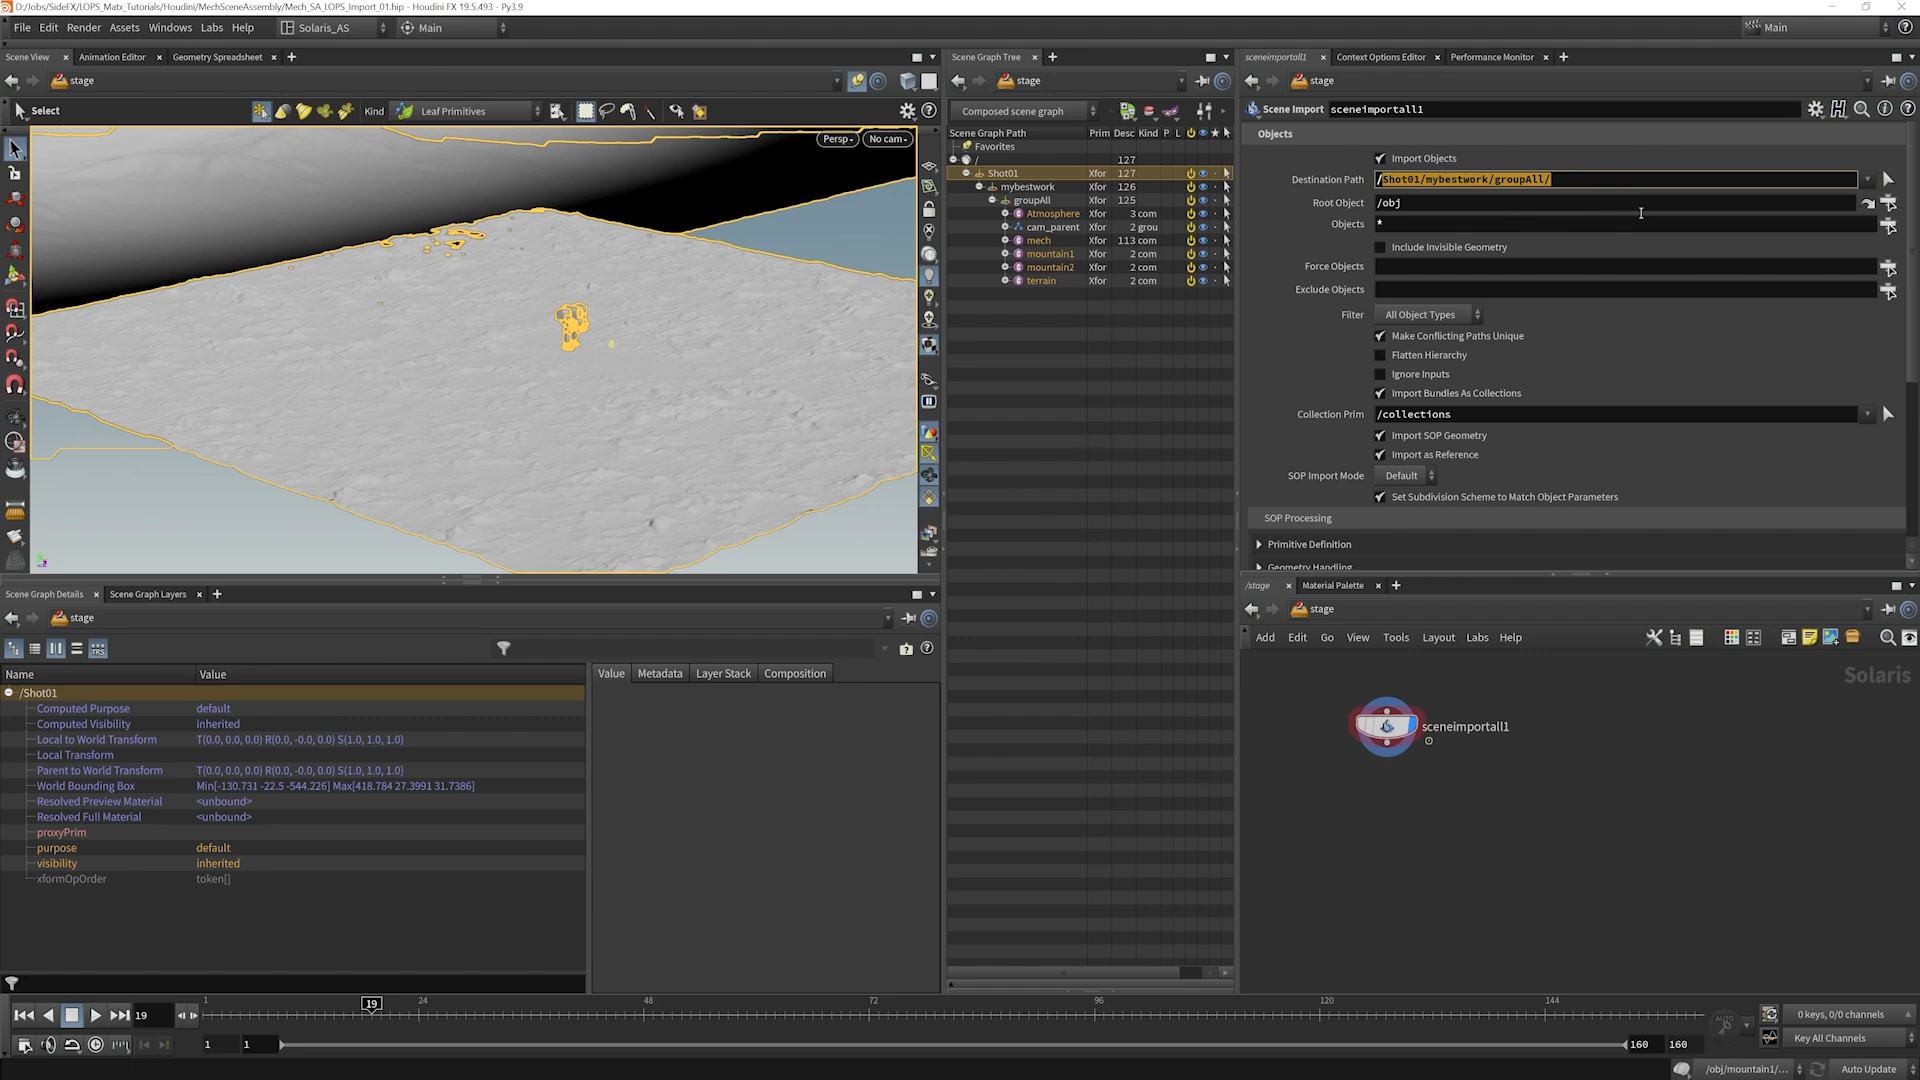 D:/Jobs/SideFX/LOPS_Matx_Tutorials/Houdini/MechSceneAssembly/Mech_SA_LOPS_Import_01.hip - Houdini FX 19.5.493 - Py3.9
File Edit Render Assets Windows Labs Help Solaris_AS Main Main
Scene View Animation Editor Geometry Spreadsheet
stage
Select Kind Leaf Primitives
Persp No cam
Scene Graph Tree
stage
Composed scene graph
Scene Graph Path Prim Desc Kind P L
Favorites
/ 127
Shot01 Xfor 127
mybestwork Xfor 126
groupAll Xfor 125
Atmosphere Xfor 3 com
cam_parent Xfor 2 grou
mech Xfor 113 com
mountain1 Xfor 2 com
mountain2 Xfor 2 com
terrain Xfor 2 com
sceneimportall1 Context Options Editor Performance Monitor
stage
Scene Import sceneimportall1
Objects
Import Objects
Destination Path /Shot01/mybestwork/groupAll/
Root Object /obj
Objects *
Include Invisible Geometry
Force Objects
Exclude Objects
Filter All Object Types
Make Conflicting Paths Unique
Flatten Hierarchy
Ignore Inputs
Import Bundles As Collections
Collection Prim /collections
Import SOP Geometry
Import as Reference
SOP Import Mode Default
Set Subdivision Scheme to Match Object Parameters
SOP Processing
Primitive Definition
Geometry Handling
Scene Graph Details Scene Graph Layers
stage
TRS
Name Value
/Shot01
Computed Purpose default
Computed Visibility inherited
Local to World Transform T(0.0, 0.0, 0.0) R(0.0, -0.0, 0.0) S(1.0, 1.0, 1.0)
Local Transform
Parent to World Transform T(0.0, 0.0, 0.0) R(0.0, -0.0, 0.0) S(1.0, 1.0, 1.0)
World Bounding Box Min[-130.731 -22.5 -544.226] Max[418.784 27.3991 31.7386]
Resolved Preview Material <unbound>
Resolved Full Material <unbound>
proxyPrim
purpose default
visibility inherited
xformOpOrder token[]
Value Metadata Layer Stack Composition
/stage Material Palette
stage
Add Edit Go View Tools Layout Labs Help
Solaris
sceneimportall1
19 1 19 24 48 72 96 120 144
AUTO
0 keys, 0/0 channels
1 1 160 160
Key All Channels
/obj/mountain1/... Auto Update